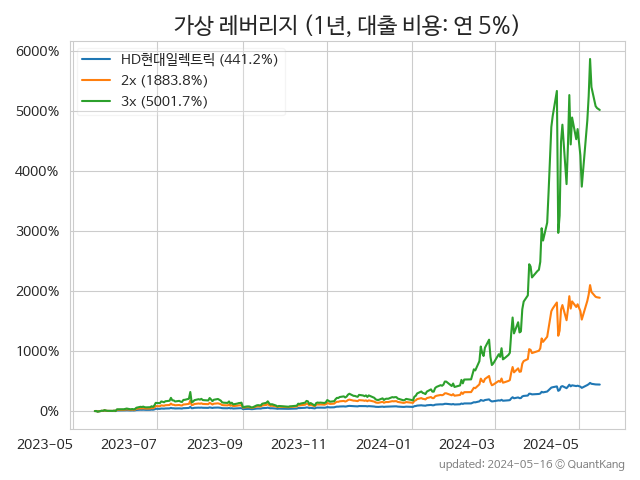 가상 레버리지 (1년, 대출 비용: 연 5%)
HD현대일렉트릭 (441.2%)
2x (1883.8%)
3x (5001.7%)
6000%
5000%
4000%
3000%
2000%
1000%
0%
2023-05 2023-07 2023-09 2023-11 2024-01 2024-03 2024-05
updated: 2024-05-16 © QuantKang